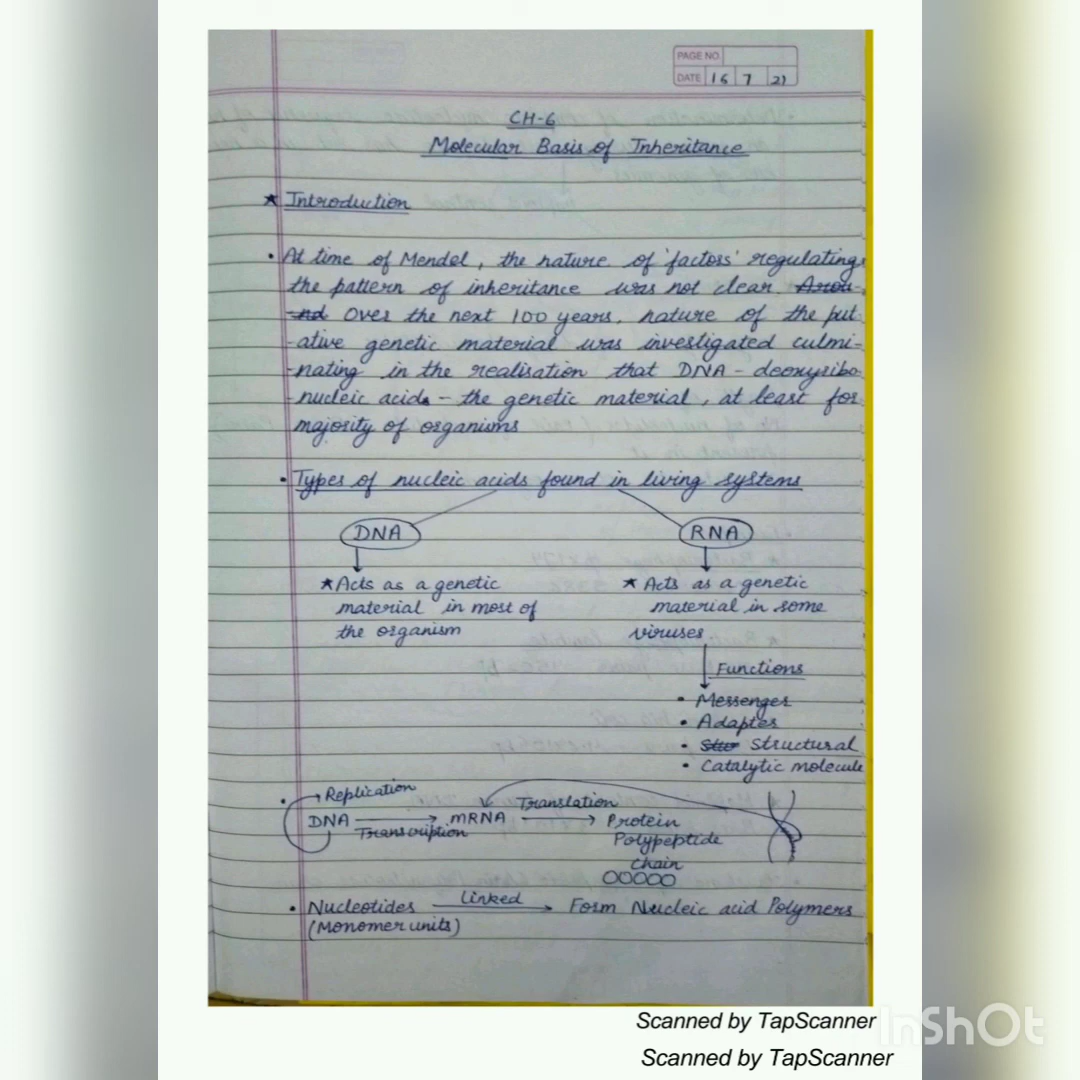 PAGE NO.
DATE 16 7 21
CH-6
Molecular Basis of Inheritance
★ Introduction
• At time of Mendel, the nature of 'factors' regulating
the pattern of inheritance was not clear Arou-
-nd Over the next 100 years, nature of the put
-ative genetic material was investigated culmi-
-nating in the realisation that DNA - deoxyribo
-nucleic acid - the genetic material, at least for
majority of organisms
• Types of nucleic acids found in living systems
DNA RNA
★ Acts as a genetic ★ Acts as a genetic
material in most of material in some
the organism viruses
Functions
• Messenger
• Adapter
• Structural
• Catalytic molecule
• Replication
DNA Transcription mRNA Translation Protein
Polypeptide
chain
• Nucleotides Linked Form Nucleic acid Polymers
(Monomer units)
Scanned by TapScanner
Scanned by TapScanner
InShOt